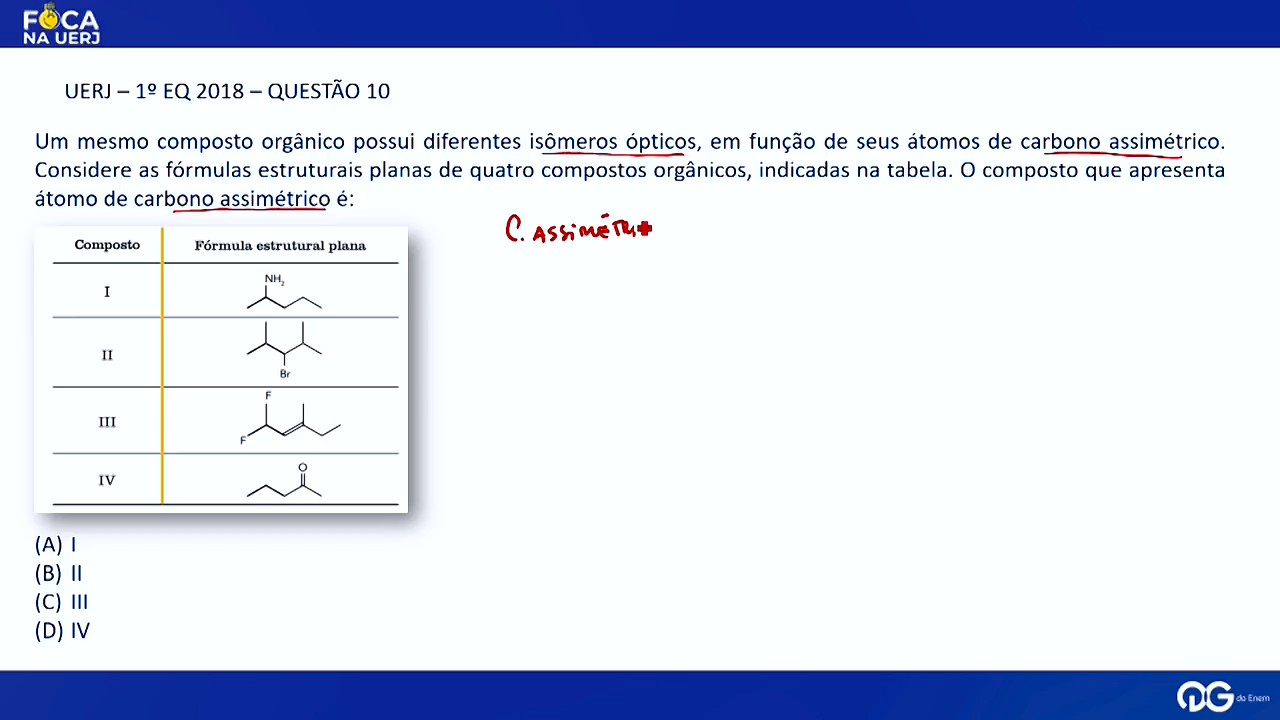 FOCA
NA UERJ
UERJ – 1º EQ 2018 – QUESTÃO 10
Um mesmo composto orgânico possui diferentes isômeros ópticos, em função de seus átomos de carbono assimétrico.
Considere as fórmulas estruturais planas de quatro compostos orgânicos, indicadas na tabela. O composto que apresenta
átomo de carbono assimétrico é:
C. ASSIMÉTRI
Composto Fórmula estrutural plana
I
NH₂
II
Br
III
F
F
IV
O
(A) I
(B) II
(C) III
(D) IV
QG do Enem